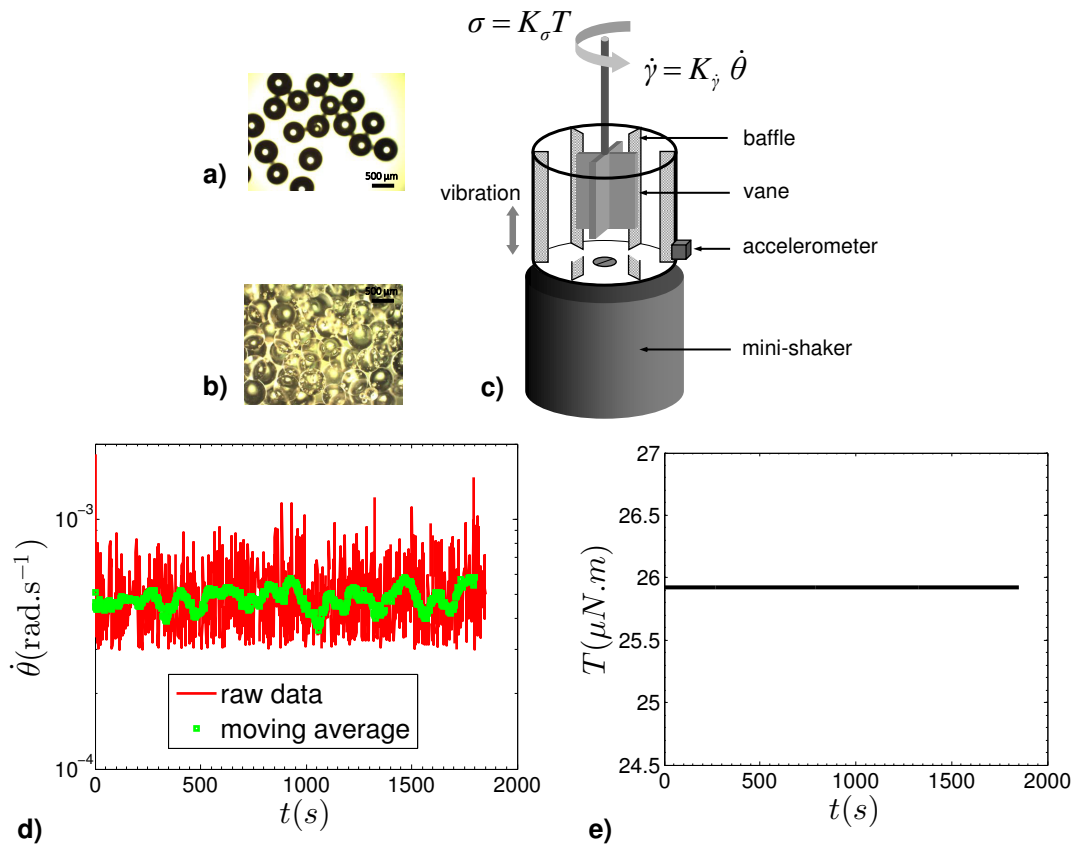 σ = K_σ T
γ̇ = K_γ̇ θ̇
500 µm
a)
baffle
vane
vibration
accelerometer
500 µm
b)
mini-shaker
c)
10⁻³
10⁻⁴
θ̇(rad.s⁻¹)
raw data
moving average
0 500 1000 1500 2000
t(s)
d)
27
26.5
26
25.5
25
24.5
T(µN.m)
0 500 1000 1500 2000
t(s)
e)